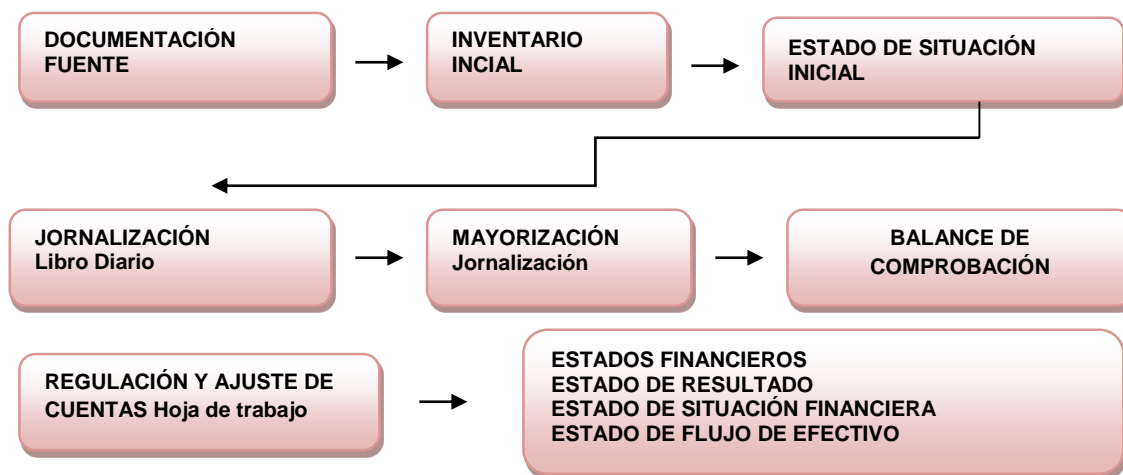 DOCUMENTACIÓN
FUENTE
INVENTARIO
INCIAL
ESTADO DE SITUACIÓN
INICIAL
JORNALIZACIÓN
Libro Diario
MAYORIZACIÓN
Jornalización
BALANCE DE
COMPROBACIÓN
REGULACIÓN Y AJUSTE DE
CUENTAS Hoja de trabajo
ESTADOS FINANCIEROS
ESTADO DE RESULTADO
ESTADO DE SITUACIÓN FINANCIERA
ESTADO DE FLUJO DE EFECTIVO